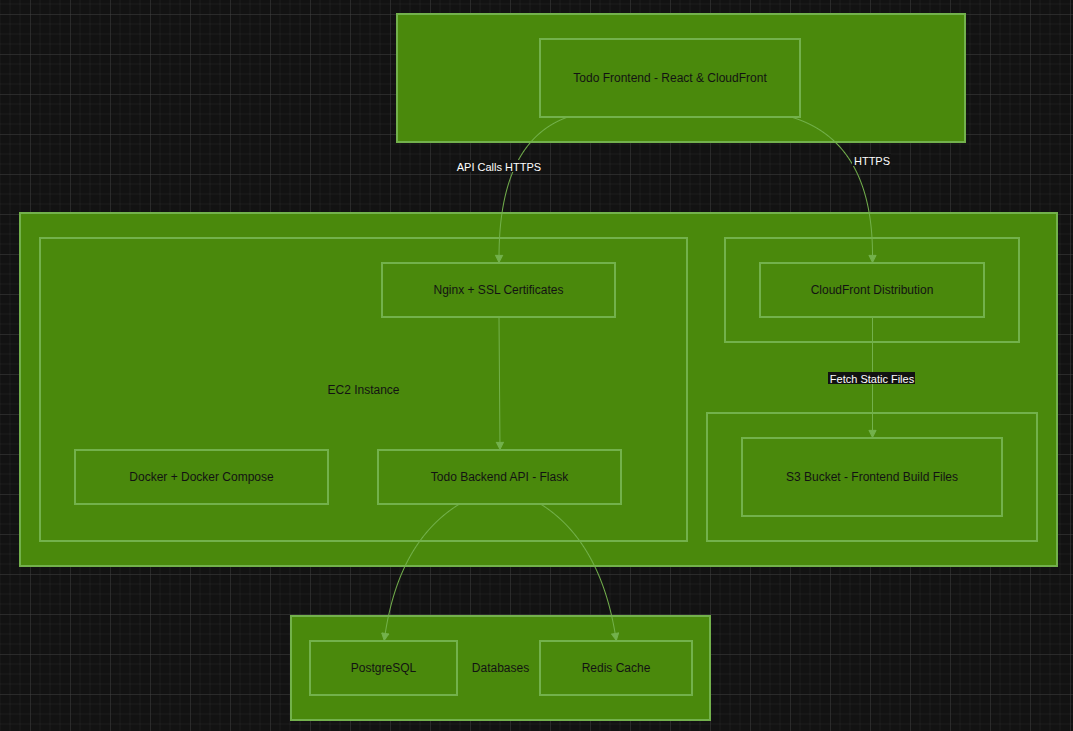 Todo Frontend - React & CloudFront
API Calls HTTPS
HTTPS
Nginx + SSL Certificates
CloudFront Distribution
EC2 Instance
Fetch Static Files
Docker + Docker Compose
Todo Backend API - Flask
S3 Bucket - Frontend Build Files
PostgreSQL
Databases
Redis Cache